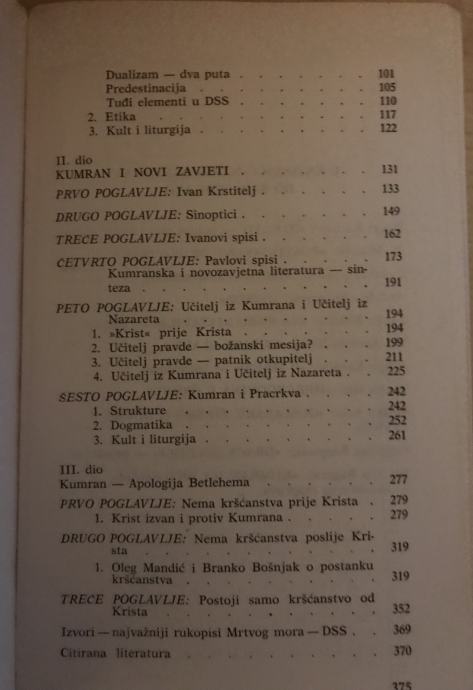 Dualizam — dva puta . . . . . . . 101
Predestinacija . . . . . . . . 105
Tuđi elementi u DSS . . . . . . 110
2. Etika . . . . . . . . . . 117
3. Kult i liturgija . . . . . . . . 122
II. dio
KUMRAN I NOVI ZAVJETI . . . . . . 131
PRVO POGLAVLJE: Ivan Krstitelj . . . . . 133
DRUGO POGLAVLJE: Sinoptici . . . . . . 149
TREĆE POGLAVLJE: Ivanovi spisi . . . . . 162
ČETVRTO POGLAVLJE: Pavlovi spisi . . . . 173
Kumranska i novozavjetna literatura — sin-
teza . . . . . . . . . . 191
PETO POGLAVLJE: Učitelj iz Kumrana i Učitelj iz
Nazareta . . . . . . . . . 194
1. »Krist« prije Krista . . . . . . . 194
2. Učitelj pravde — božanski mesija? . . . 199
3. Učitelj pravde — patnik otkupitelj . . . 211
4. Učitelj iz Kumrana i Učitelj iz Nazareta . . 225
ŠESTO POGLAVLJE: Kumran i Pracrkva . . . . 242
1. Strukture . . . . . . . . . 242
2. Dogmatika . . . . . . . . . 252
3. Kult i liturgija . . . . . . . . 261
III. dio
Kumran — Apologija Betlehema . . . . . 277
PRVO POGLAVLJE: Nema kršćanstva prije Krista . 279
1. Krist izvan i protiv Kumrana . . . . . 279
DRUGO POGLAVLJE: Nema kršćanstva poslije Kri-
sta . . . . . . . . . . 319
1. Oleg Mandić i Branko Bošnjak o postanku
kršćanstva . . . . . . . . . 319
TREĆE POGLAVLJE: Postoji samo kršćanstvo od
Krista . . . . . . . . . . 352
Izvori — najvažniji rukopisi Mrtvog mora — DSS . . 369
Citirana literatura . . . . . . . . 370
375